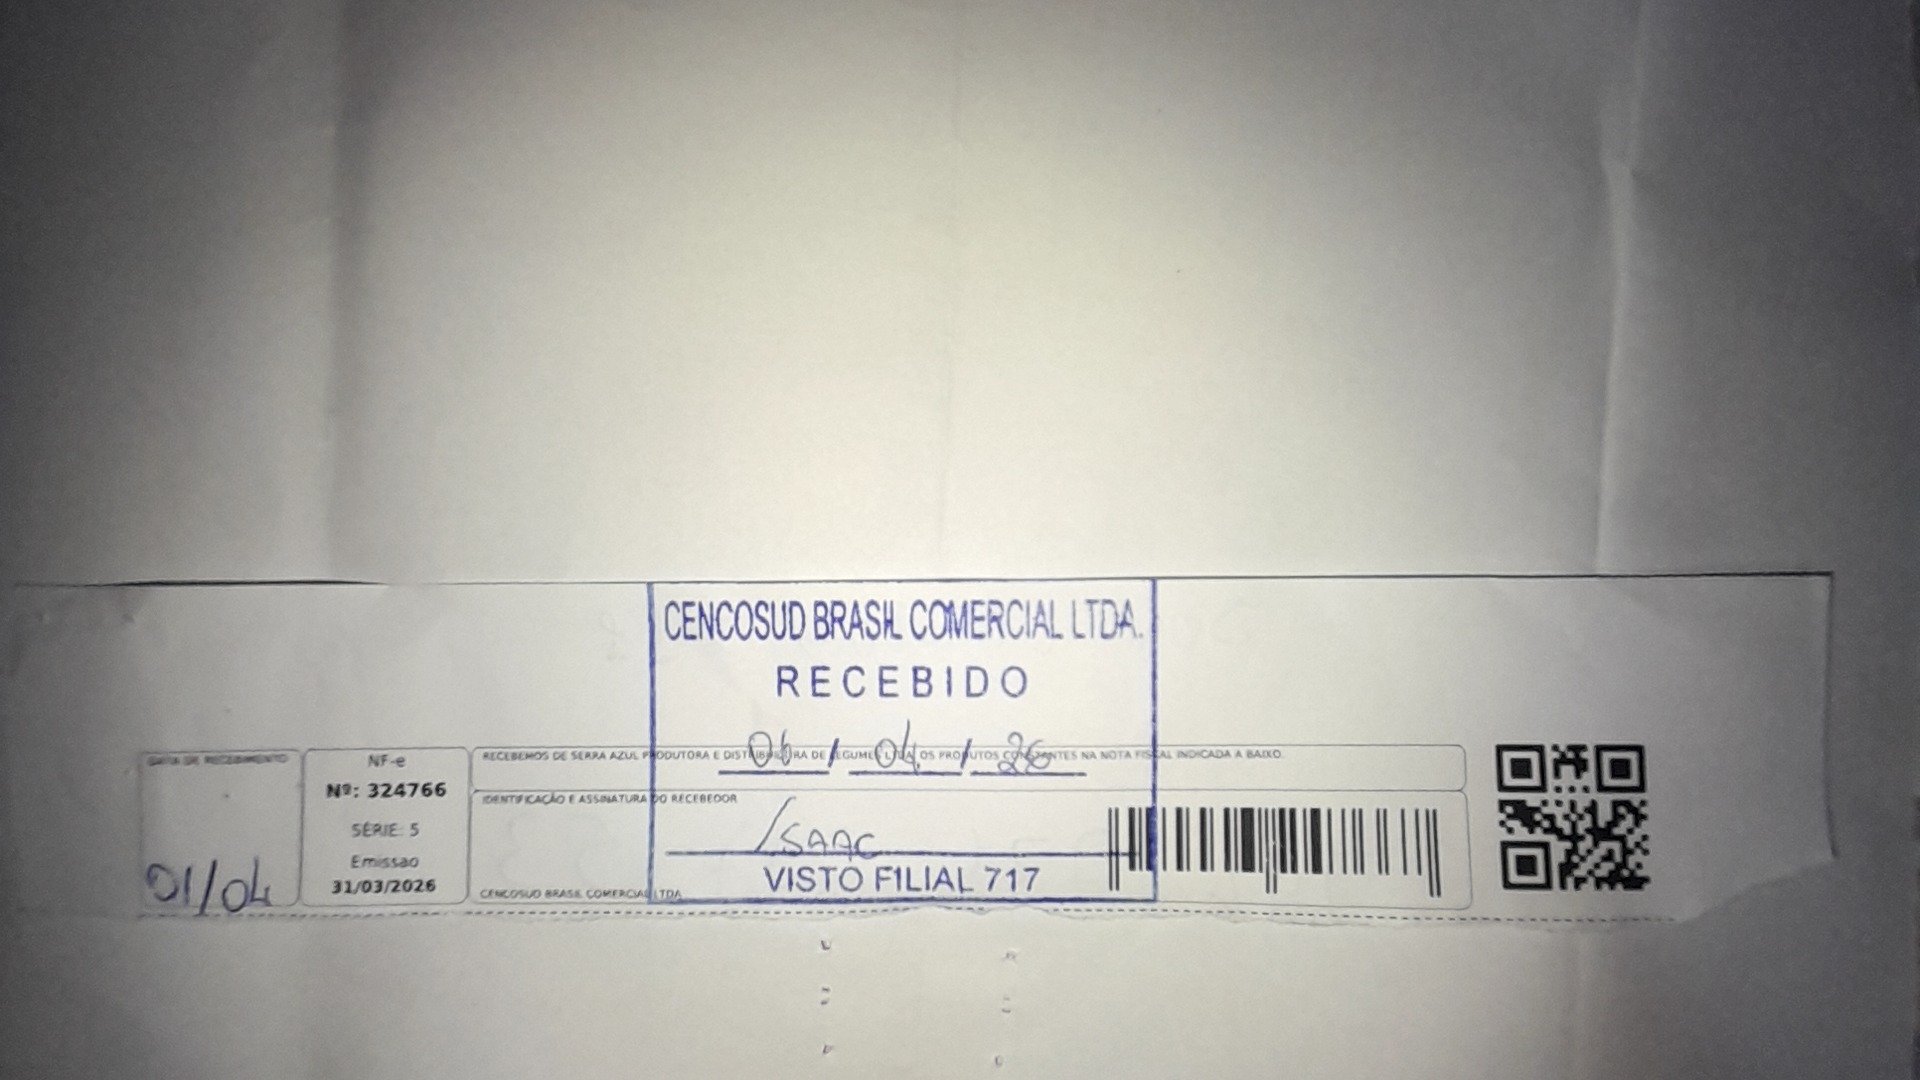 CENCOSUD BRASIL COMERCIAL LTDA.
RECEBIDO
06/04/26
RECEBEMOS DE SERRA AZUL PRODUTORA E DISTRIBUIDORA DE LEGUMES LTDA, OS PRODUTOS CONSTANTES NA NOTA FISCAL INDICADA A BAIXO
DATA DE RECEBIMENTO
01/04
NF-e
Nº: 324766
SÉRIE: 5
Emissao
31/03/2026
IDENTIFICAÇÃO E ASSINATURA DO RECEBEDOR
ISAAC
VISTO FILIAL 717
CENCOSUD BRASIL COMERCIAL LTDA